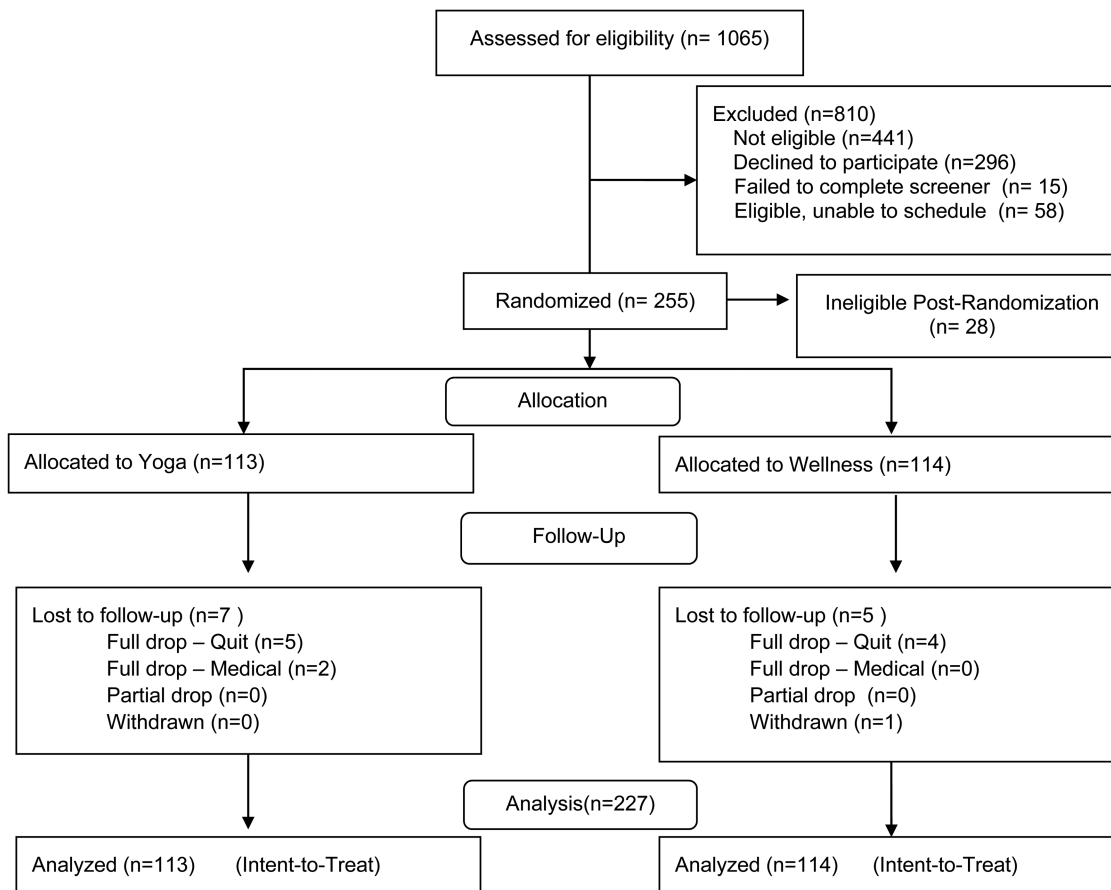 Assessed for eligibility (n= 1065)
Excluded (n=810)
Not eligible (n=441)
Declined to participate (n=296)
Failed to complete screener (n= 15)
Eligible, unable to schedule (n= 58)
Randomized (n= 255)
Ineligible Post-Randomization
(n= 28)
Allocation
Allocated to Yoga (n=113)
Allocated to Wellness (n=114)
Follow-Up
Lost to follow-up (n=7 )
Full drop – Quit (n=5)
Full drop – Medical (n=2)
Partial drop (n=0)
Withdrawn (n=0)
Lost to follow-up (n=5 )
Full drop – Quit (n=4)
Full drop – Medical (n=0)
Partial drop (n=0)
Withdrawn (n=1)
Analysis(n=227)
Analyzed (n=113) (Intent-to-Treat)
Analyzed (n=114) (Intent-to-Treat)